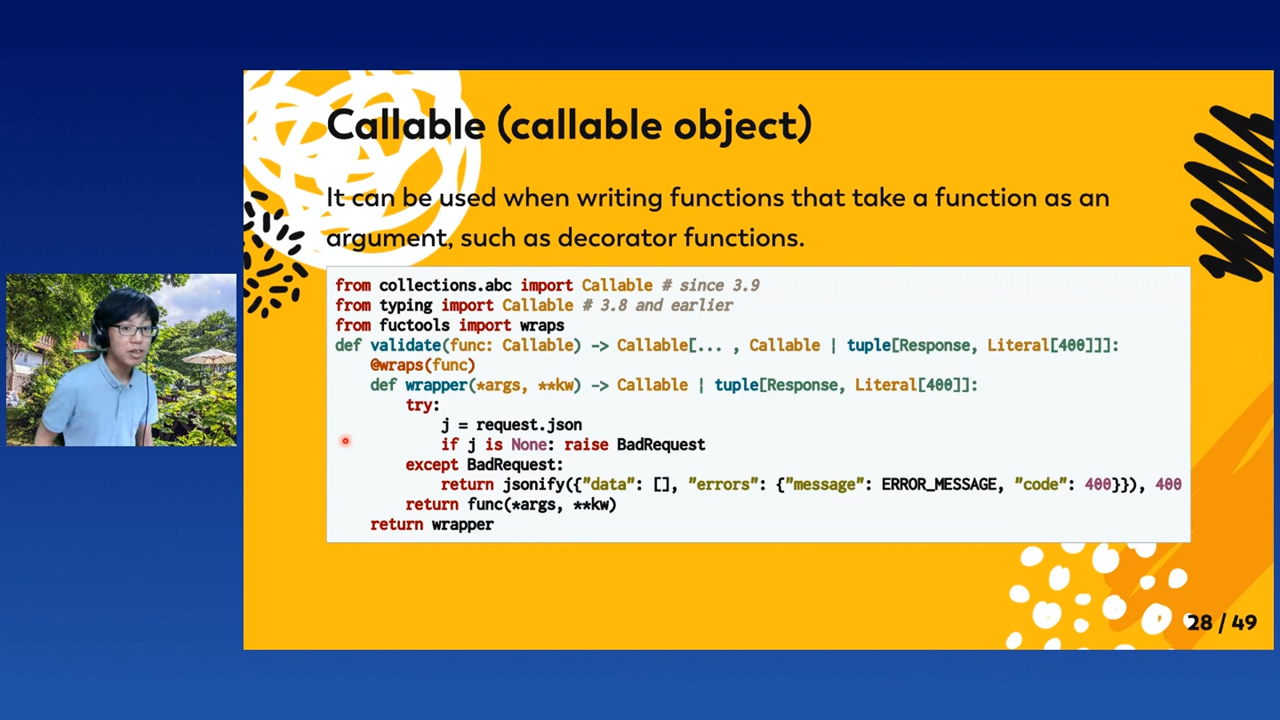 Callable (callable object)
It can be used when writing functions that take a function as an
argument, such as decorator functions.
from collections.abc import Callable # since 3.9
from typing import Callable # 3.8 and earlier
from fuctools import wraps
def validate(func: Callable) -> Callable[... , Callable | tuple[Response, Literal[400]]]:
    @wraps(func)
    def wrapper(*args, **kw) -> Callable | tuple[Response, Literal[400]]:
        try:
            j = request.json
            if j is None: raise BadRequest
        except BadRequest:
            return jsonify({"data": [], "errors": {"message": ERROR_MESSAGE, "code": 400}}), 400
        return func(*args, **kw)
    return wrapper
28 / 49